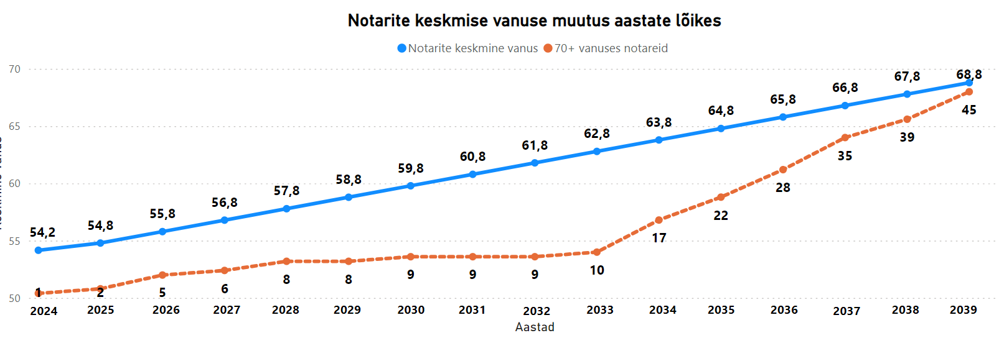 Notarite keskmise vanuse muutus aastate lõikes
Notarite keskmine vanus 70+ vanuses notareid
70
65
60
55
50
54,2 54,8 55,8 56,8 57,8 58,8 59,8 60,8 61,8 62,8 63,8 64,8 65,8 66,8 67,8 68,8
1 2 5 6 8 8 9 9 9 10 17 22 28 35 39 45
2024 2025 2026 2027 2028 2029 2030 2031 2032 2033 2034 2035 2036 2037 2038 2039
Aastad